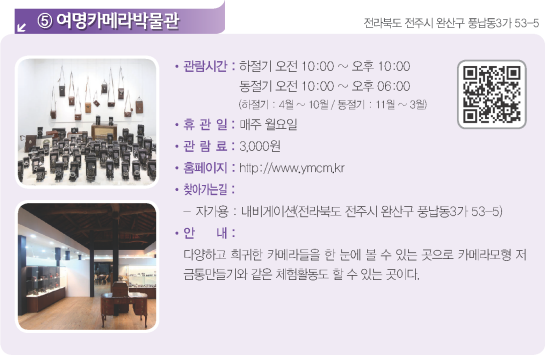 ⑤ 여명카메라박물관
전라북도 전주시 완산구 풍남동3가 53-5
• 관람시간 : 하절기 오전 10:00 ~ 오후 10:00
동절기 오전 10:00 ~ 오후 06:00
(하절기 : 4월 ~ 10월 / 동절기 : 11월 ~ 3월)
• 휴 관 일 : 매주 월요일
• 관 람 료 : 3,000원
• 홈페이지 : http://www.ymcm.kr
• 찾아가는길 :
- 자가용 : 내비게이션(전라북도 전주시 완산구 풍남동3가 53-5)
• 안 내 :
다양하고 희귀한 카메라들을 한 눈에 볼 수 있는 곳으로 카메라모형 저
금통만들기와 같은 체험활동도 할 수 있는 곳이다.